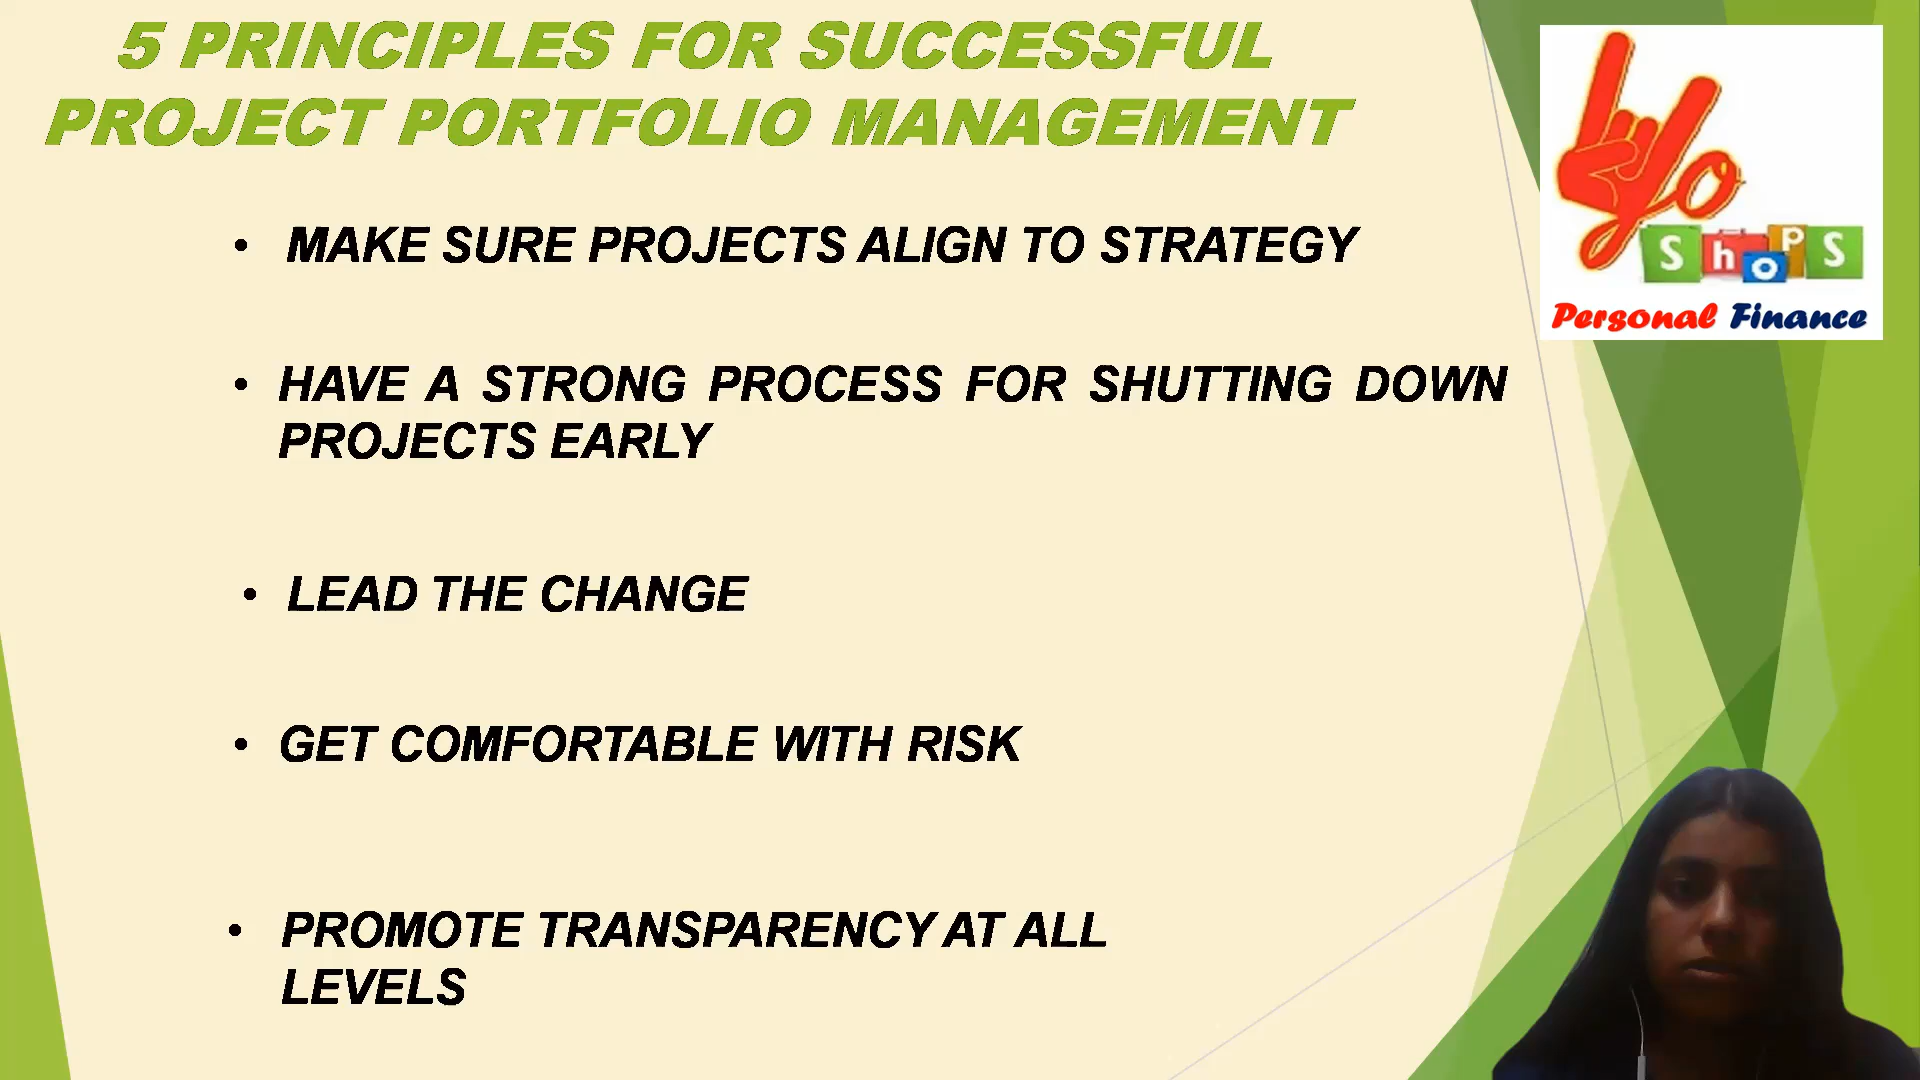 5 PRINCIPLES FOR SUCCESSFUL
PROJECT PORTFOLIO MANAGEMENT
• MAKE SURE PROJECTS ALIGN TO STRATEGY
• HAVE A STRONG PROCESS FOR SHUTTING DOWN
PROJECTS EARLY
• LEAD THE CHANGE
• GET COMFORTABLE WITH RISK
• PROMOTE TRANSPARENCY AT ALL
LEVELS
Yo
ShoPS
Personal Finance